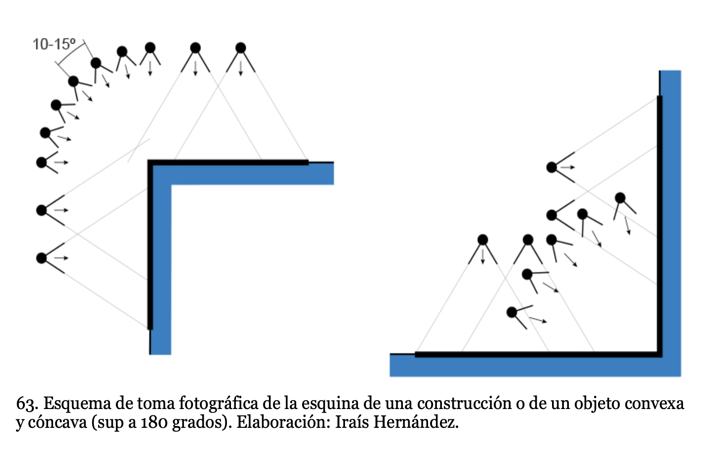 10-15º
63. Esquema de toma fotográfica de la esquina de una construcción o de un objeto convexa
y cóncava (sup a 180 grados). Elaboración: Iraís Hernández.